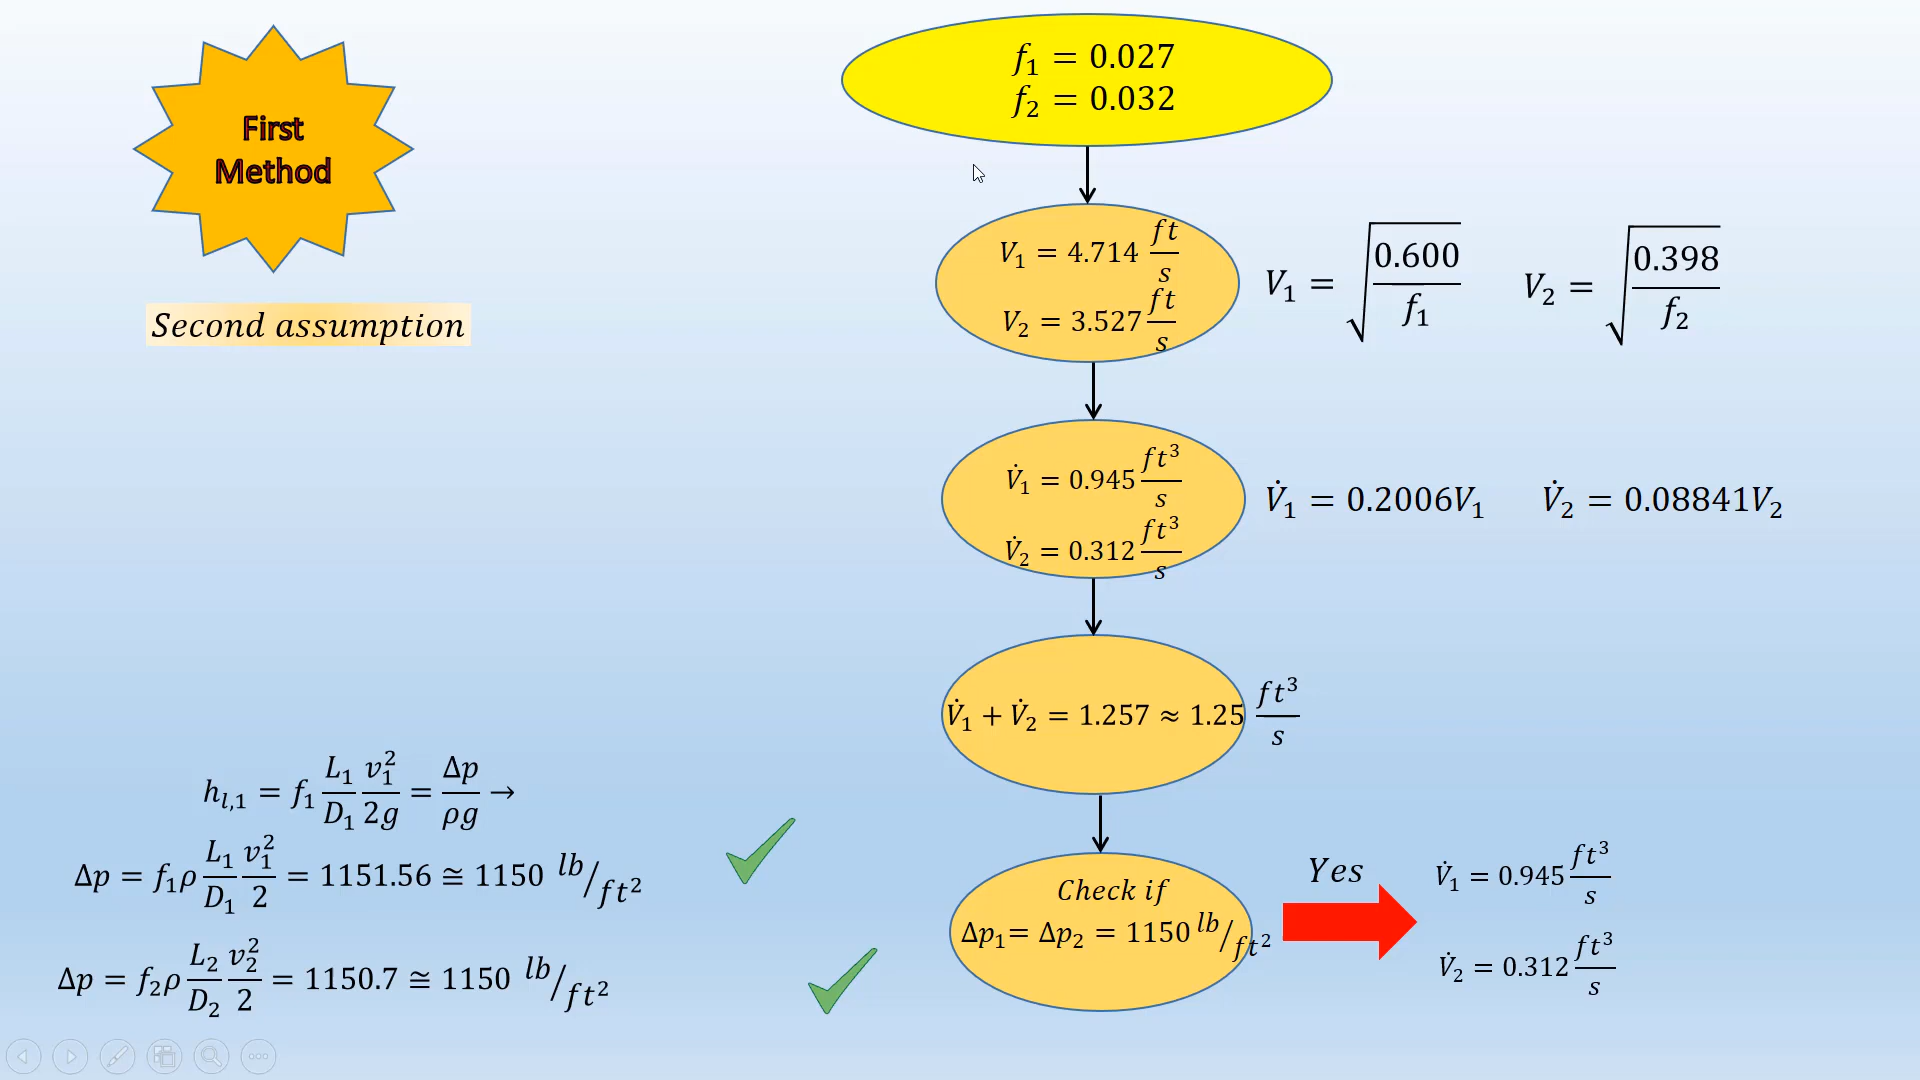 First
Method
Second assumption
f₁ = 0.027
f₂ = 0.032
V₁ = 4.714 ft/s
V₂ = 3.527 ft/s
V₁ = √(0.600/f₁)
V₂ = √(0.398/f₂)
V̇₁ = 0.945 ft³/s
V̇₂ = 0.312 ft³/s
V̇₁ = 0.2006V₁
V̇₂ = 0.08841V₂
V̇₁ + V̇₂ = 1.257 ≈ 1.25 ft³/s
h_{l,1} = f₁ L₁/D₁ v₁²/2g = Δp/ρg →
Δp = f₁ρ L₁/D₁ v₁²/2 = 1151.56 ≅ 1150 lb/ft²
Δp = f₂ρ L₂/D₂ v₂²/2 = 1150.7 ≅ 1150 lb/ft²
Check if
Δp₁= Δp₂ = 1150 lb/ft²
Yes
V̇₁ = 0.945 ft³/s
V̇₂ = 0.312 ft³/s